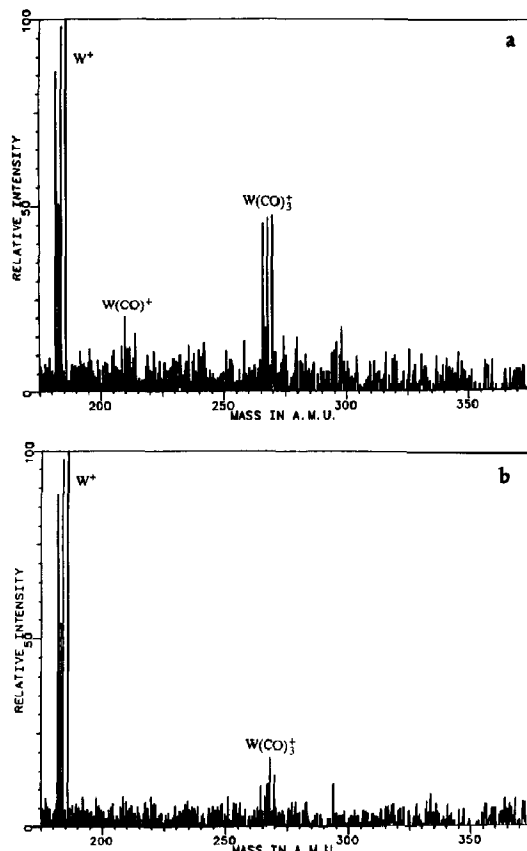 100
a
W+
RELATIVE INTENSITY
50
W(CO)3+
W(CO)+
0
200 250 300 350
MASS IN A.M.U.
100
b
W+
RELATIVE INTENSITY
50
W(CO)3+
0
200 250 300 350
MASS IN A.M.U.